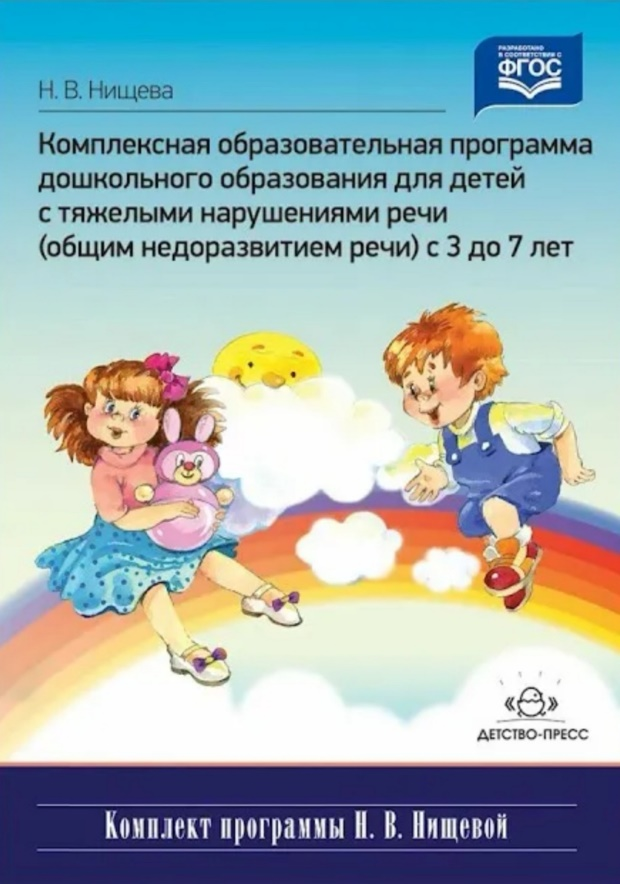 РАЗРАБОТАНО
В СООТВЕТСТВИИ С
ФГОС
Н. В. Нищева
Комплексная образовательная программа
дошкольного образования для детей
с тяжелыми нарушениями речи
(общим недоразвитием речи) с 3 до 7 лет
ДЕТСТВО-ПРЕСС
Комплект программы Н. В. Нищевой